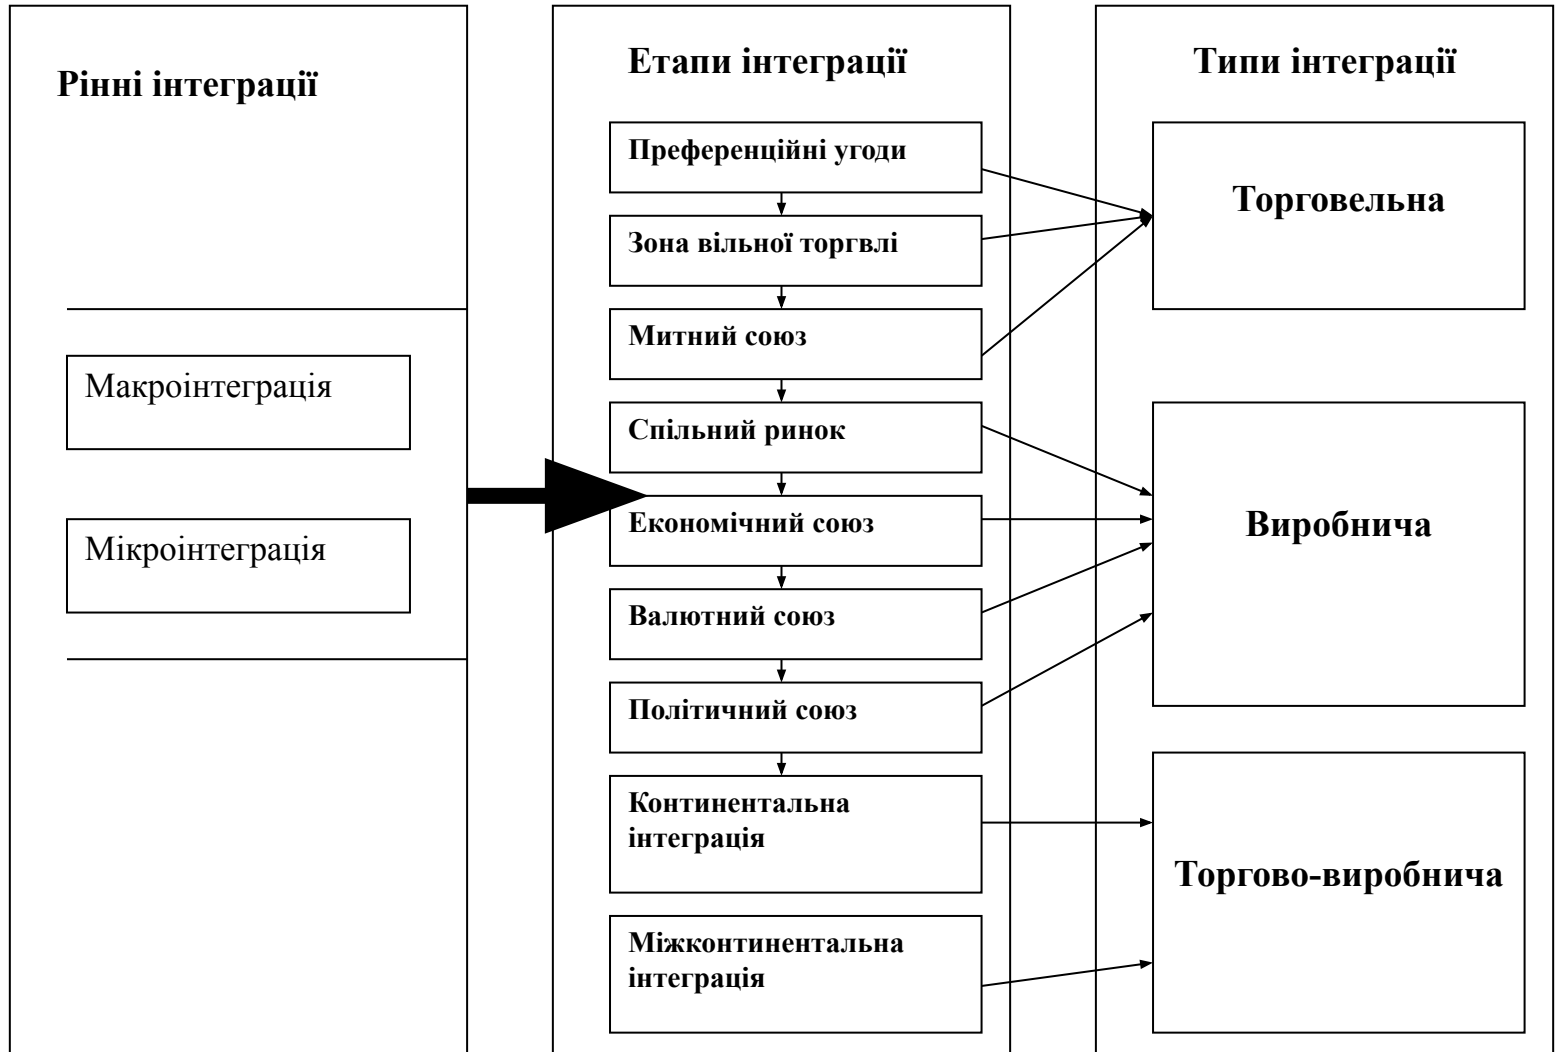 Рінні інтеграції
Макроінтеграція
Мікроінтеграція
Етапи інтеграції
Преференційні угоди
Зона вільної торгвлі
Митний союз
Спільний ринок
Економічний союз
Валютний союз
Політичний союз
Континентальна
інтеграція
Міжконтинентальна
інтеграція
Типи інтеграції
Торговельна
Виробнича
Торгово-виробнича